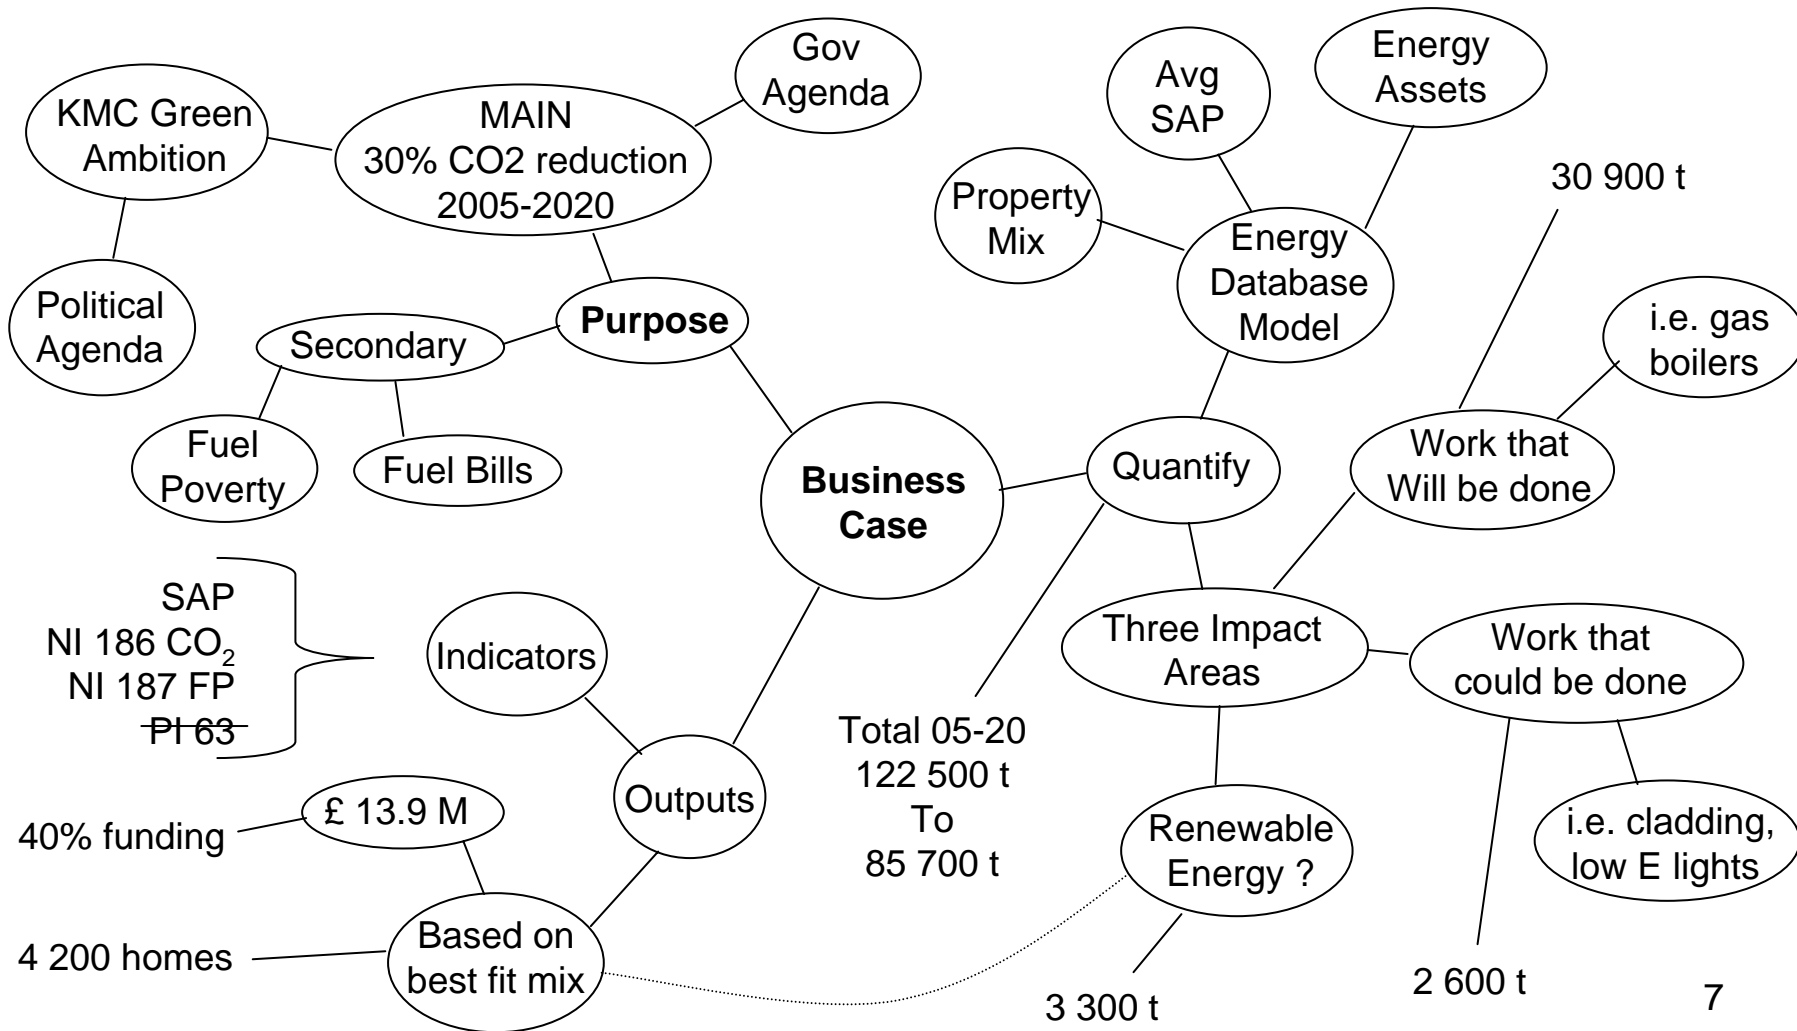 Gov
Agenda
KMC Green
Ambition
MAIN
30% CO2 reduction
2005-2020
Political
Agenda
Purpose
Secondary
Fuel
Poverty
Fuel Bills
Business
Case
Energy
Assets
Avg
SAP
Property
Mix
Energy
Database
Model
30 900 t
i.e. gas
boilers
Quantify
Work that
Will be done
Three Impact
Areas
Work that
could be done
i.e. cladding,
low E lights
2 600 t
Renewable
Energy ?
3 300 t
Total 05-20
122 500 t
To
85 700 t
SAP
NI 186 CO₂
NI 187 FP
PI 63
Indicators
Outputs
£ 13.9 M
40% funding
Based on
best fit mix
4 200 homes
7